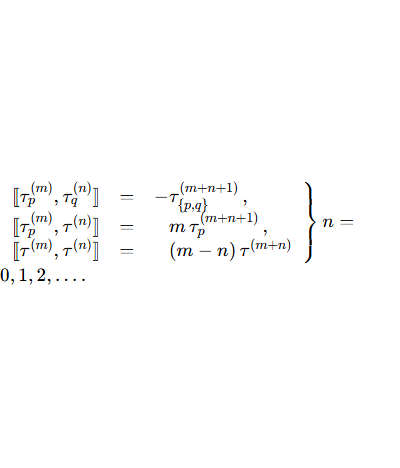 ⟦τ_p^{(m)}, τ_q^{(n)}⟧ = −τ_{\{p,q\}}^{(m+n+1)} ,
⟦τ_p^{(m)}, τ^{(n)}⟧ = m τ_p^{(m+n+1)} , } n =
⟦τ^{(m)}, τ^{(n)}⟧ = (m − n) τ^{(m+n)}
0, 1, 2, … .